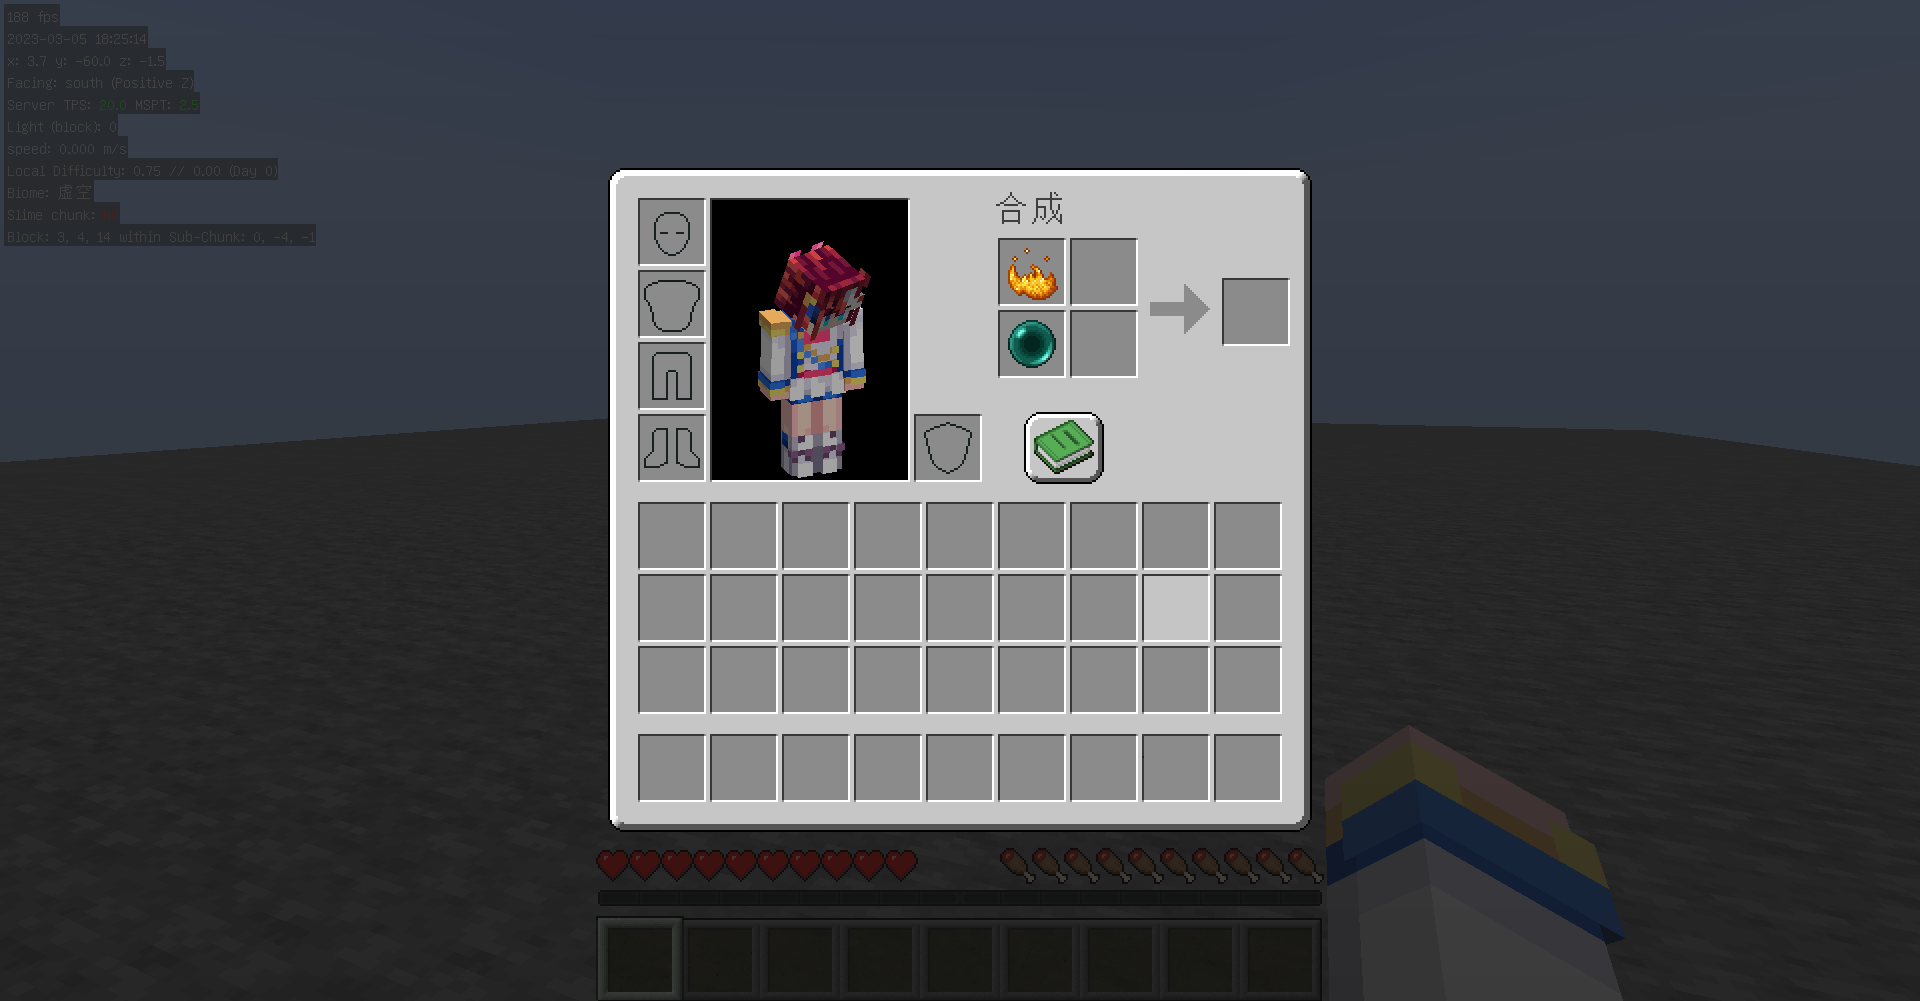 188 fps
2023-03-05 18:25:14
x: 3.7 y: -60.0 z: -1.5
Facing: south (Positive Z)
Server TPS: 20.0 MSPT: 2.5
Light (block): 0
speed: 0.000 m/s
Local Difficulty: 0.75 // 0.00 (Day 0)
Biome: 虛空
Slime chunk:
Block: 3, 4, 14 within Sub-Chunk: 0, -4, -1
合成